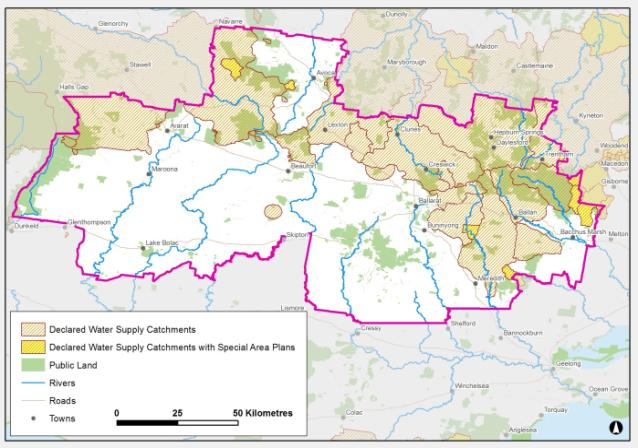 Navarre
Dunolly
Glenorchy
Maldon
Stawell
Castlemaine
Maryborough
Avoca
Halls Gap
Kyneton
Ararat
Lexton
Clunes
Hepburn Springs
Daylesford
Woodend
Trentham
Macedon
Beaufort
Creswick
Gisborne
Maroona
Ballarat
Ballan
Dunkeld
Glenthompson
Skipton
Buninyong
Bacchus Marsh
Melton
Lake Bolac
Meredith
Lismore
Cressy
Shelford
Bannockburn
Geelong
Winchelsea
Ocean Grove
Colac
Torquay
Anglesea
Declared Water Supply Catchments
Declared Water Supply Catchments with Special Area Plans
Public Land
Rivers
Roads
Towns
0 25 50 Kilometres